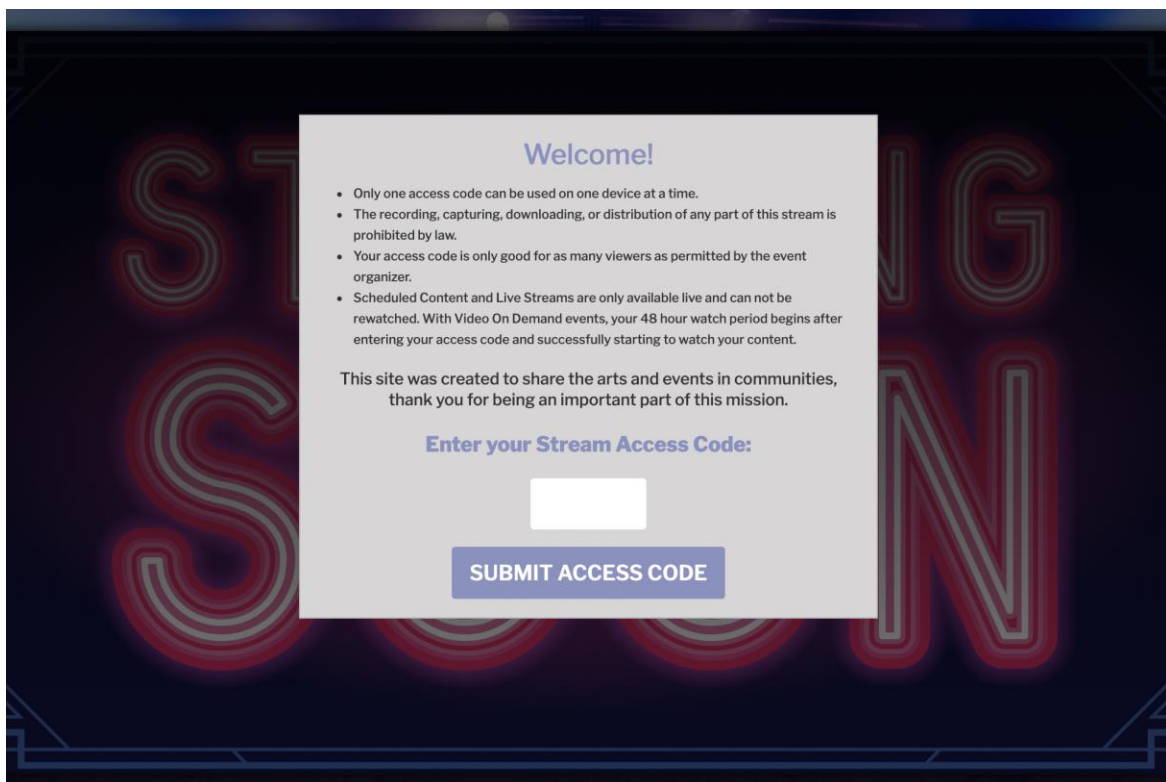 Welcome!
• Only one access code can be used on one device at a time.
• The recording, capturing, downloading, or distribution of any part of this stream is
prohibited by law.
• Your access code is only good for as many viewers as permitted by the event
organizer.
• Scheduled Content and Live Streams are only available live and can not be
rewatched. With Video On Demand events, your 48 hour watch period begins after
entering your access code and successfully starting to watch your content.
This site was created to share the arts and events in communities,
thank you for being an important part of this mission.
Enter your Stream Access Code:
SUBMIT ACCESS CODE